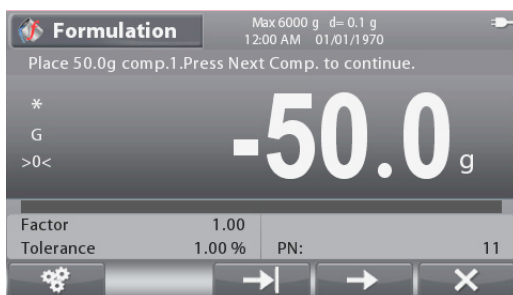 Formulation
Max 6000 g d= 0.1 g
12:00 AM 01/01/1970
Place 50.0g comp.1.Press Next Comp. to continue.
*
G
>0<
-50.0 g
Factor 1.00
Tolerance 1.00 % PN: 11